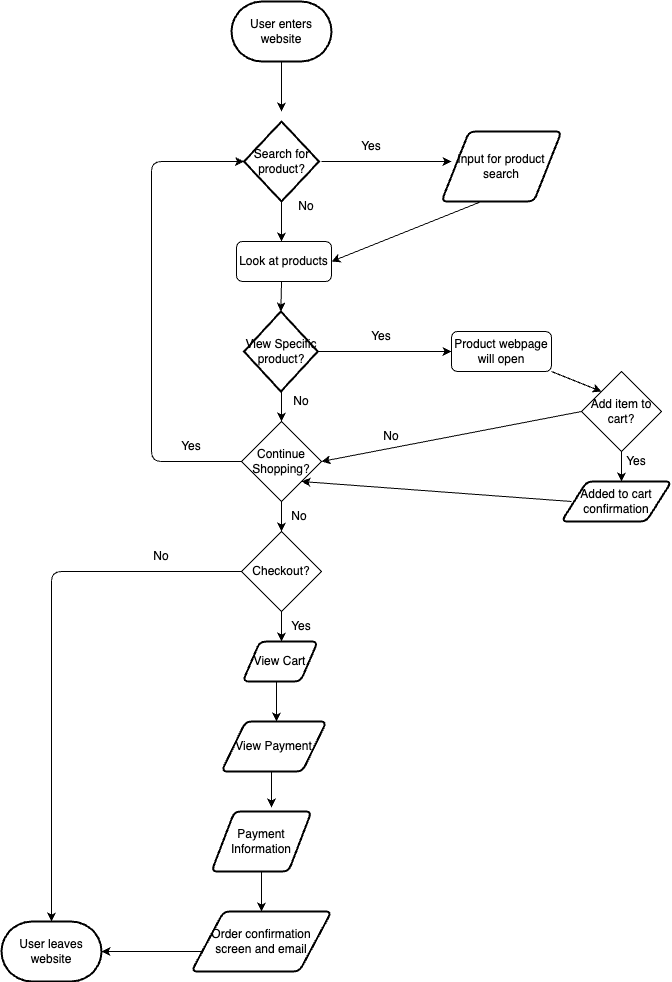 User enters
website
Search for
product?
Yes
Input for product
search
No
Look at products
View Specific
product?
Yes
Product webpage
will open
No
Add item to
cart?
No
Yes
Continue
Shopping?
Yes
Added to cart
confirmation
No
Checkout?
No
Yes
View Cart
View Payment
Payment
Information
Order confirmation
screen and email
User leaves
website